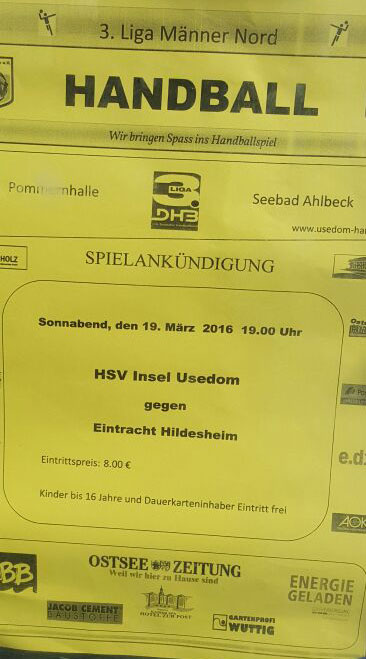 3. Liga Männer Nord
HANDBALL
Wir bringen Spass ins Handballspiel
Pommernhalle
3.
LIGA
DHB
Seebad Ahlbeck
www.usedom-ha
HOLZ
SPIELANKÜNDIGUNG
Sonnabend, den 19. März 2016 19.00 Uhr
HSV Insel Usedom
gegen
Eintracht Hildesheim
Eintrittspreis: 8.00 €
Kinder bis 16 Jahre und Dauerkarteninhaber Eintritt frei
e.d
AOK
BB
OSTSEE ZEITUNG
Weil wir hier zu Hause sind
ENERGIE
GELADEN
JACOB CEMENT
BAUSTOFFE
HOTEL ZUR POST
GARTENPROFI
WUTTIG